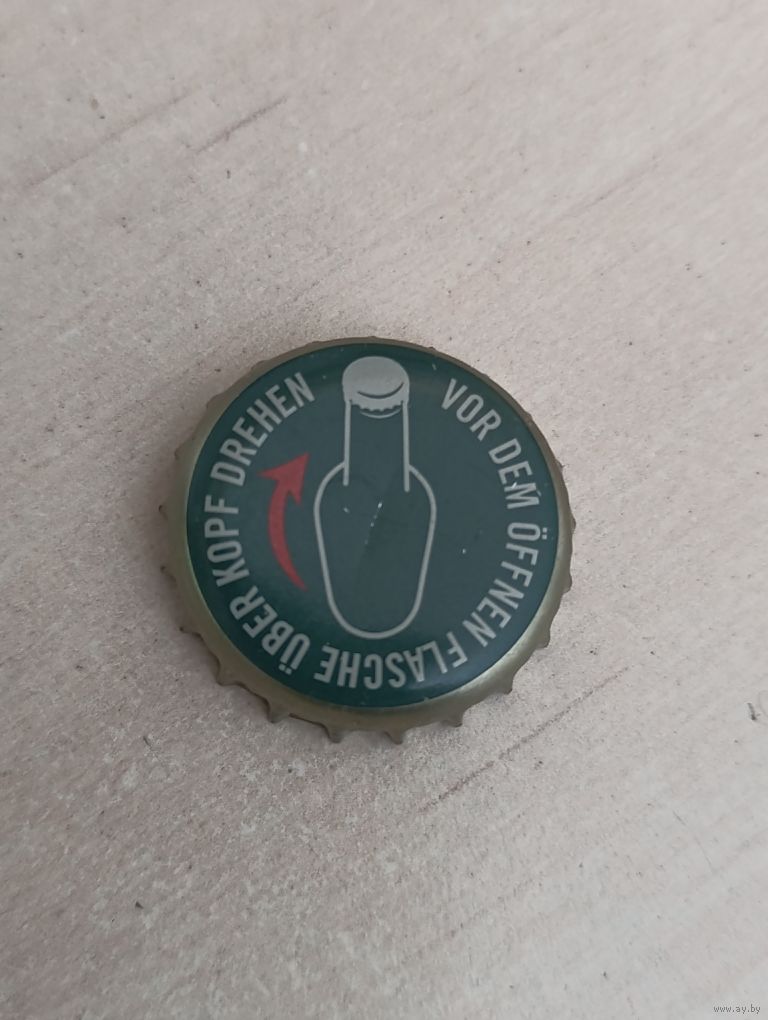 VOR DEM ÖFFNEN FLASCHE ÜBER KOPF DREHEN
www.ay.by